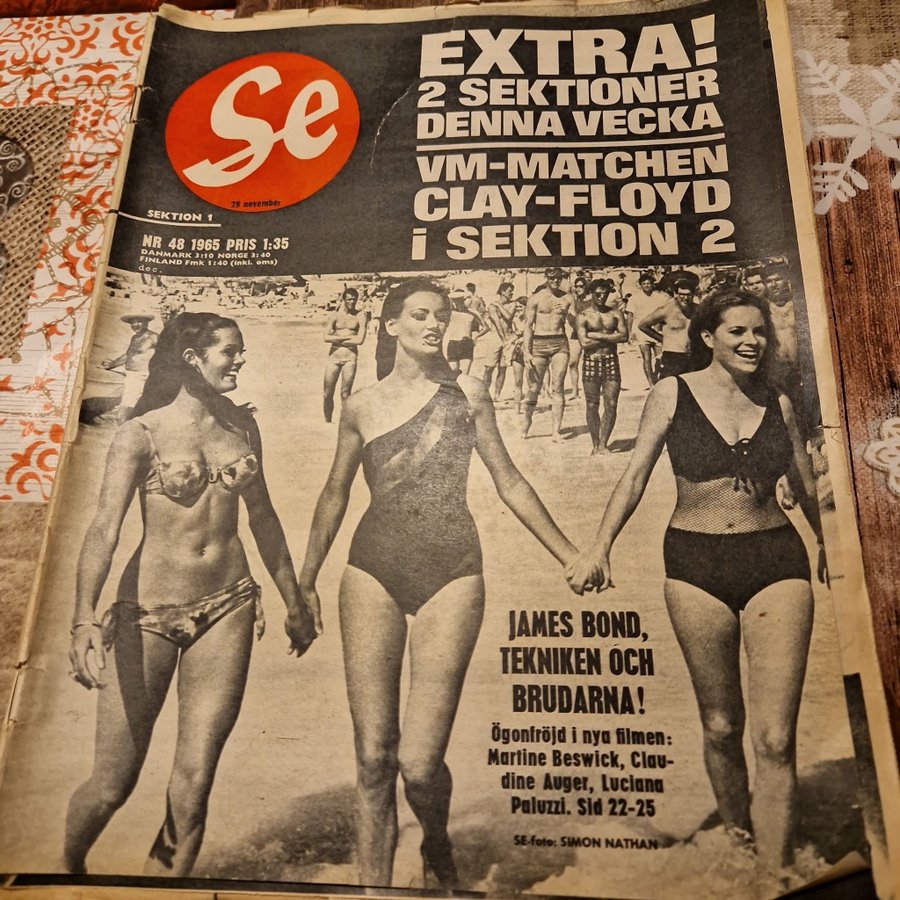 Se
29 november
SEKTION 1
NR 48 1965 PRIS 1:35
DANMARK 3:10 NORGE 3:40
FINLAND Fmk 1:40 (inkl. oms)
dec.
EXTRA!
2 SEKTIONER
DENNA VECKA
VM-MATCHEN
CLAY-FLOYD
i SEKTION 2
JAMES BOND,
TEKNIKEN OCH
BRUDARNA!
Ögonfröjd i nya filmen:
Martine Beswick, Clau-
dine Auger, Luciana
Paluzzi. Sid 22-25
SE-foto: SIMON NATHAN